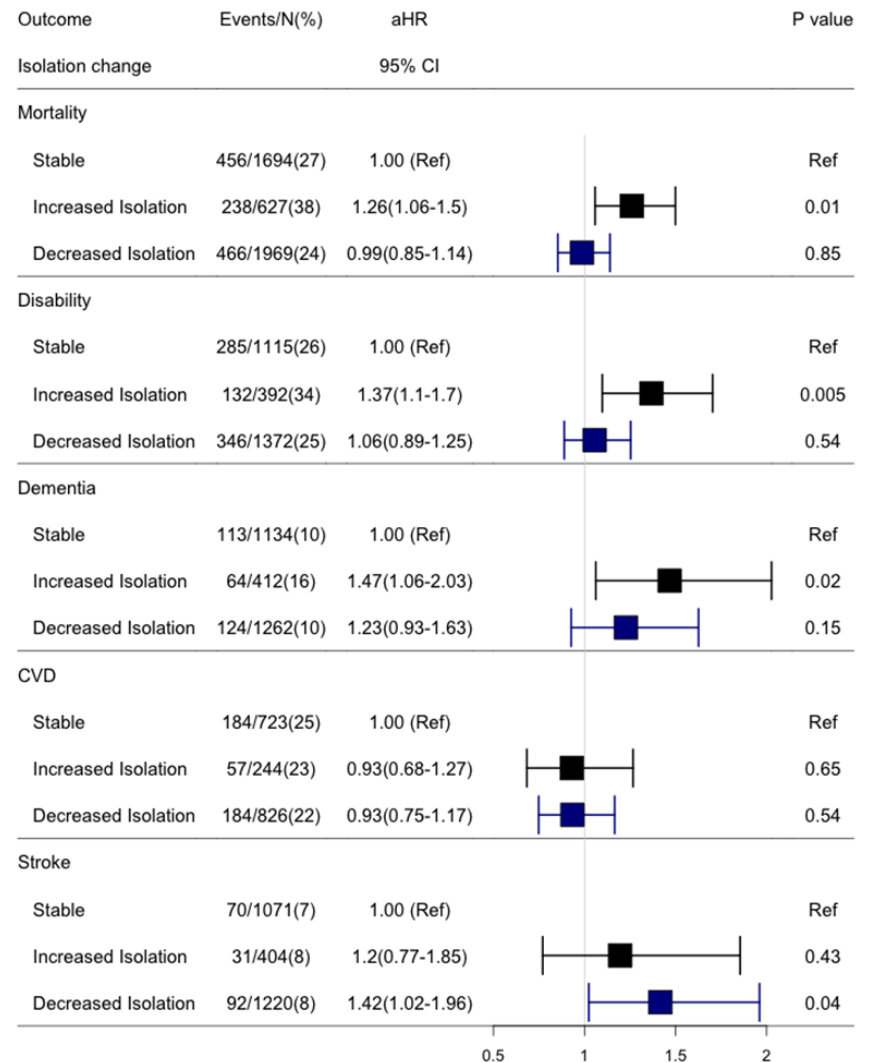 Outcome Events/N(%) aHR P value
Isolation change 95% CI
Mortality
Stable 456/1694(27) 1.00 (Ref) Ref
Increased Isolation 238/627(38) 1.26(1.06-1.5) 0.01
Decreased Isolation 466/1969(24) 0.99(0.85-1.14) 0.85
Disability
Stable 285/1115(26) 1.00 (Ref) Ref
Increased Isolation 132/392(34) 1.37(1.1-1.7) 0.005
Decreased Isolation 346/1372(25) 1.06(0.89-1.25) 0.54
Dementia
Stable 113/1134(10) 1.00 (Ref) Ref
Increased Isolation 64/412(16) 1.47(1.06-2.03) 0.02
Decreased Isolation 124/1262(10) 1.23(0.93-1.63) 0.15
CVD
Stable 184/723(25) 1.00 (Ref) Ref
Increased Isolation 57/244(23) 0.93(0.68-1.27) 0.65
Decreased Isolation 184/826(22) 0.93(0.75-1.17) 0.54
Stroke
Stable 70/1071(7) 1.00 (Ref) Ref
Increased Isolation 31/404(8) 1.2(0.77-1.85) 0.43
Decreased Isolation 92/1220(8) 1.42(1.02-1.96) 0.04
0.5 1 1.5 2